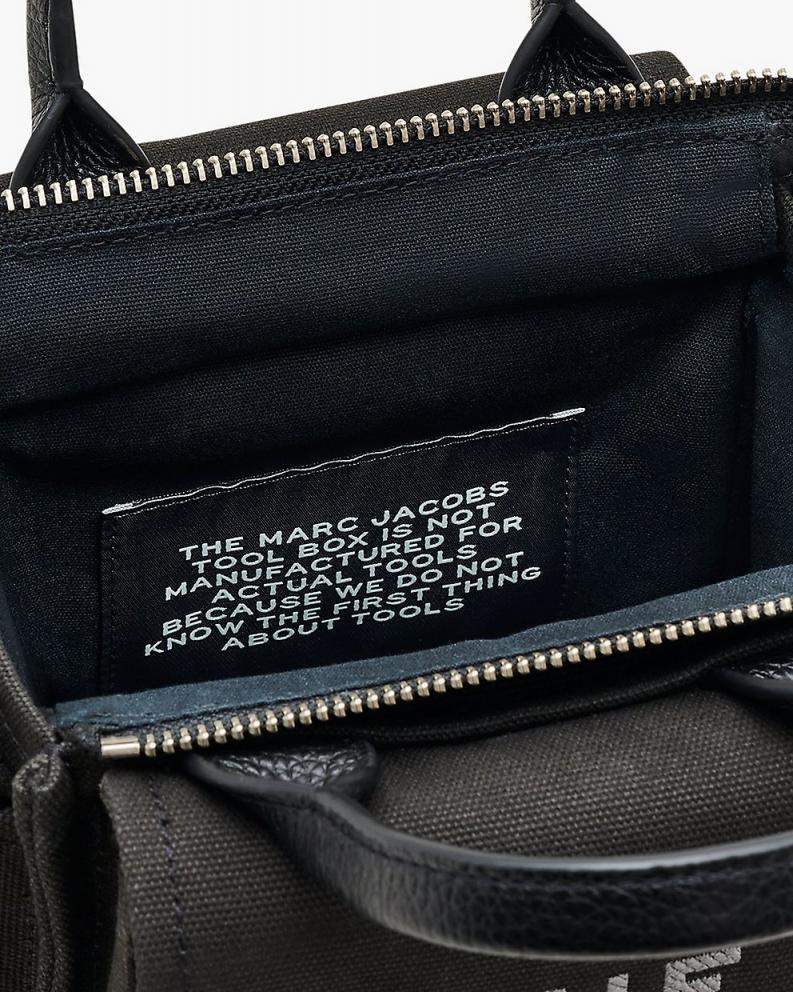 THE MARC JACOBS
TOOL BOX IS NOT
MANUFACTURED FOR
ACTUAL TOOLS
BECAUSE WE DO NOT
KNOW THE FIRST THING
ABOUT TOOLS